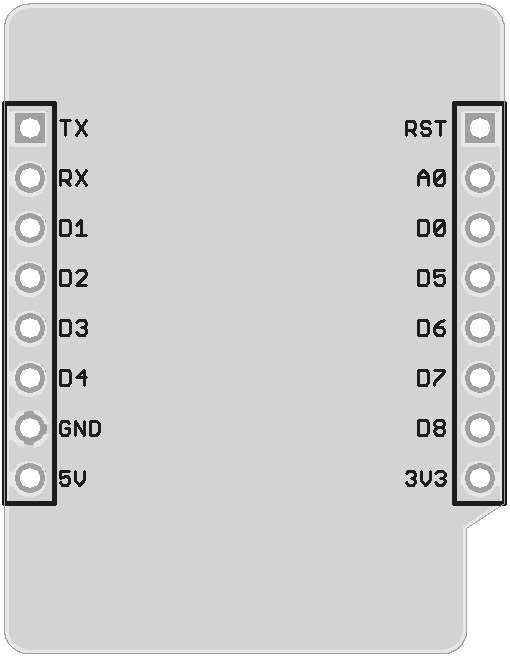 TX RST
RX A0
D1 D0
D2 D5
D3 D6
D4 D7
GND D8
5V 3V3